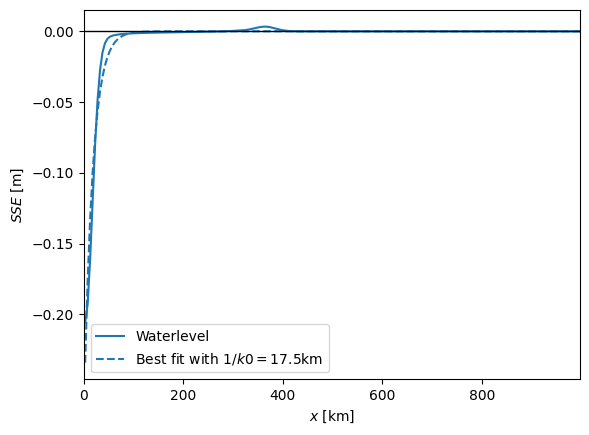 0.00
−0.05
−0.10
−0.15
−0.20
SSE [m]
Waterlevel
Best fit with 1/k0 = 17.5km
0 200 400 600 800
x [km]